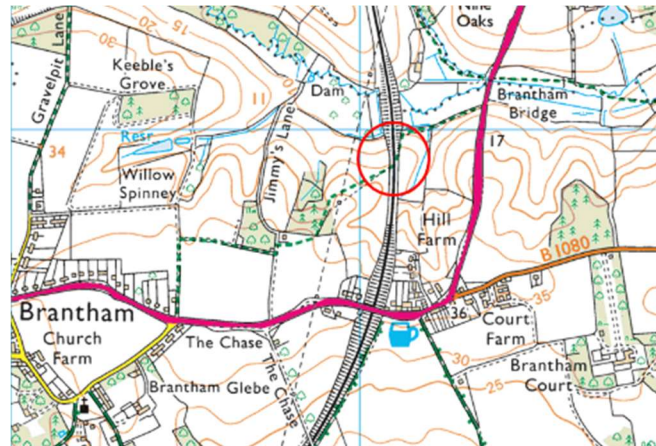 Nine
Oaks
20
15
30
Gravelpit Lane
Keeble's
Grove
Dam
11
10
Brantham
Bridge
Resr
Jimmy's Lane
34
17
Willow
Spinney
Hill
Farm
B 1080
Brantham
36
35
Church
Farm
The Chase
Court
Farm
30
The Chase
25
Brantham Glebe
Brantham
Court